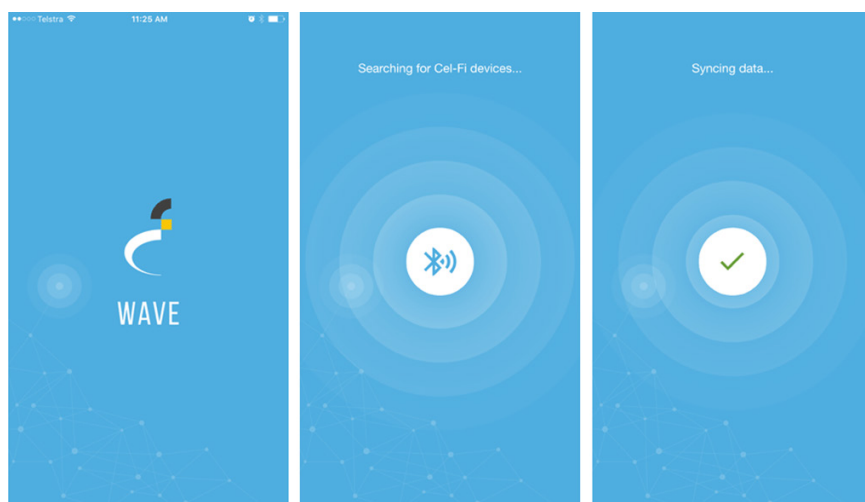 Telstra
11:25 AM
WAVE
Searching for Cel-Fi devices...
Syncing data...